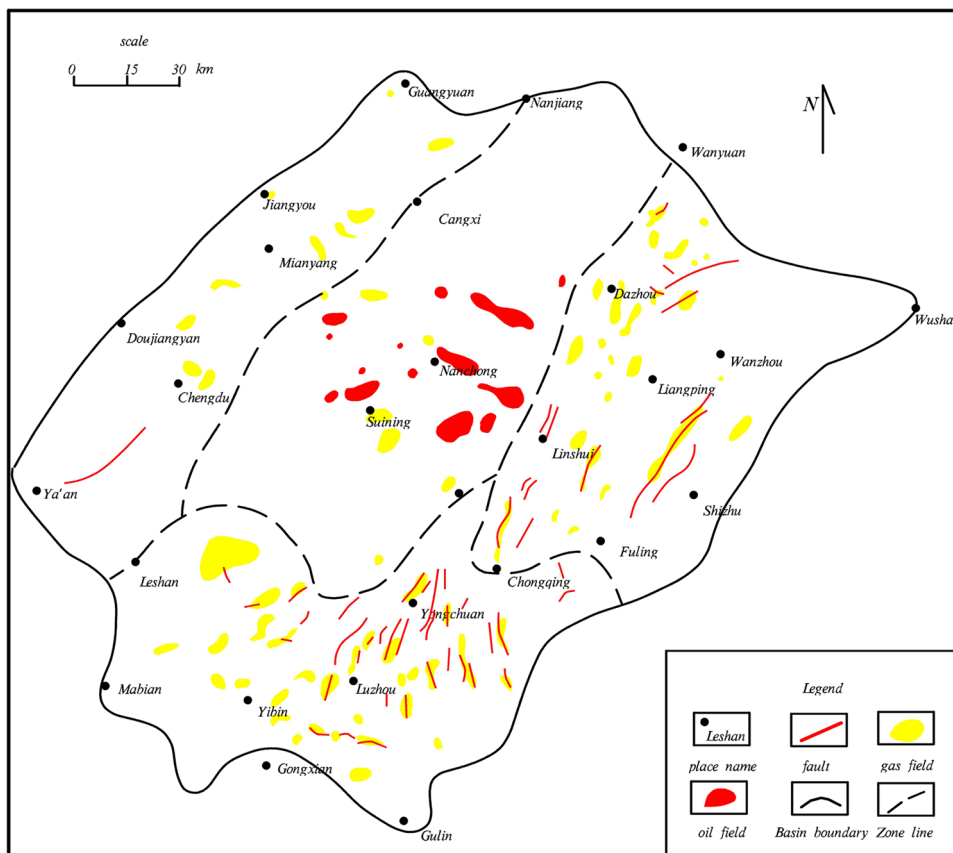 scale
0 15 30 km
Guangyuan
Nanjiang
N
Wanyuan
Jiangyou
Cangxi
Mianyang
Dazhou
Wusha
Doujiangyan
Wanzhou
Nanchong
Liangping
Chengdu
Suining
Linshui
Ya'an
Shizhu
Fuling
Leshan
Chongqing
Yongchuan
Mabian
Luzhou
Yibin
Gongxian
Gulin
Legend
Leshan
place name fault gas field
oil field Basin boundary Zone line